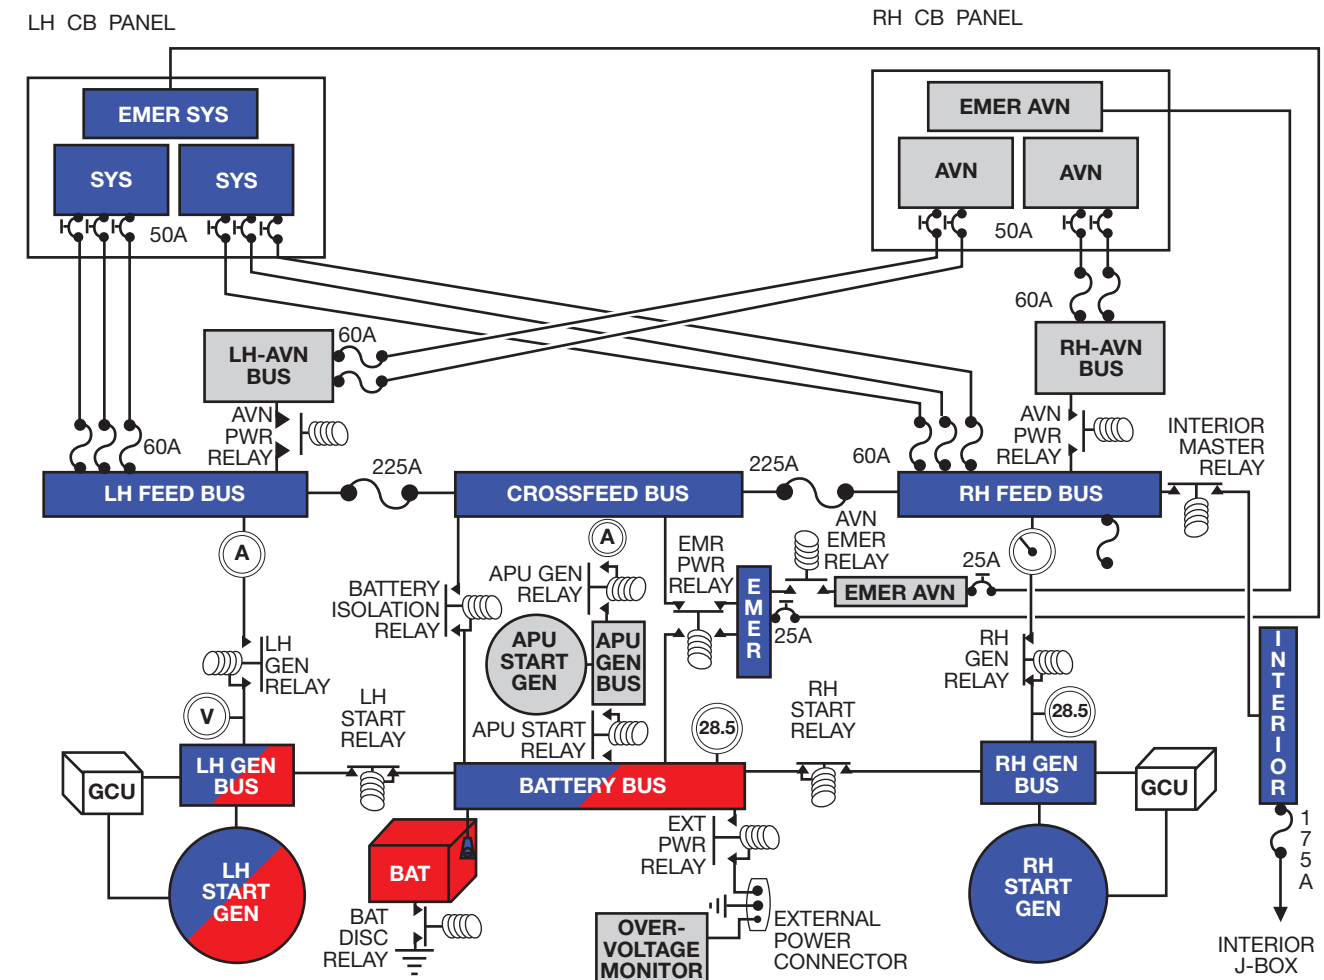 LH CB PANEL
RH CB PANEL
EMER SYS
SYS
SYS
50A
EMER AVN
AVN
AVN
50A
60A
LH-AVN
BUS
60A
RH-AVN
BUS
AVN
PWR
RELAY
60A
225A
225A
60A
AVN
PWR
RELAY
INTERIOR
MASTER
RELAY
LH FEED BUS
CROSSFEED BUS
RH FEED BUS
A
BATTERY
ISOLATION
RELAY
A
APU GEN
RELAY
EMR
PWR
RELAY
AVN
EMER
RELAY
EMER
EMER AVN
25A
25A
APU
START
GEN
APU
GEN
BUS
LH
GEN
RELAY
RH
GEN
RELAY
INTERIOR
V
LH
START
RELAY
APU START
RELAY
28.5
RH
START
RELAY
28.5
GCU
LH GEN
BUS
BATTERY BUS
RH GEN
BUS
GCU
LH
START
GEN
BAT
EXT
PWR
RELAY
RH
START
GEN
175A
BAT
DISC
RELAY
OVER-
VOLTAGE
MONITOR
EXTERNAL
POWER
CONNECTOR
INTERIOR
J-BOX